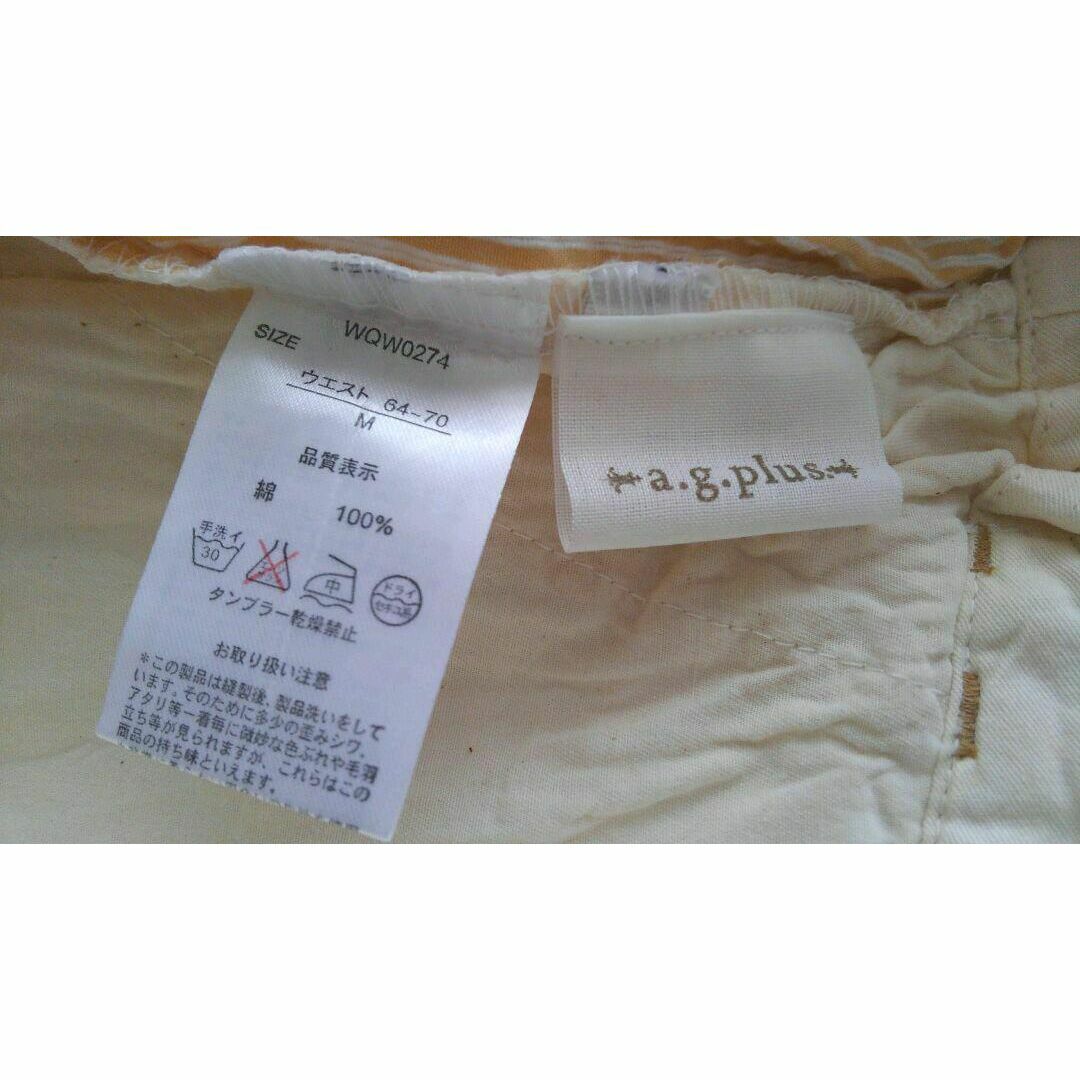 WQW0274
SIZE
ウエスト 64-70
M
品質表示
綿 100%
手洗イ
30
中
ドライ
セキユ系
タンブラー乾燥禁止
お取り扱い注意
*この製品は縫製後、製品洗いをして
います。そのために多少の歪みシワ、
アタリ等一着毎に微妙な色ぶれや毛羽
立ち等が見られますが、これらはこの
商品の持ち味といえます。
a.g.plus.